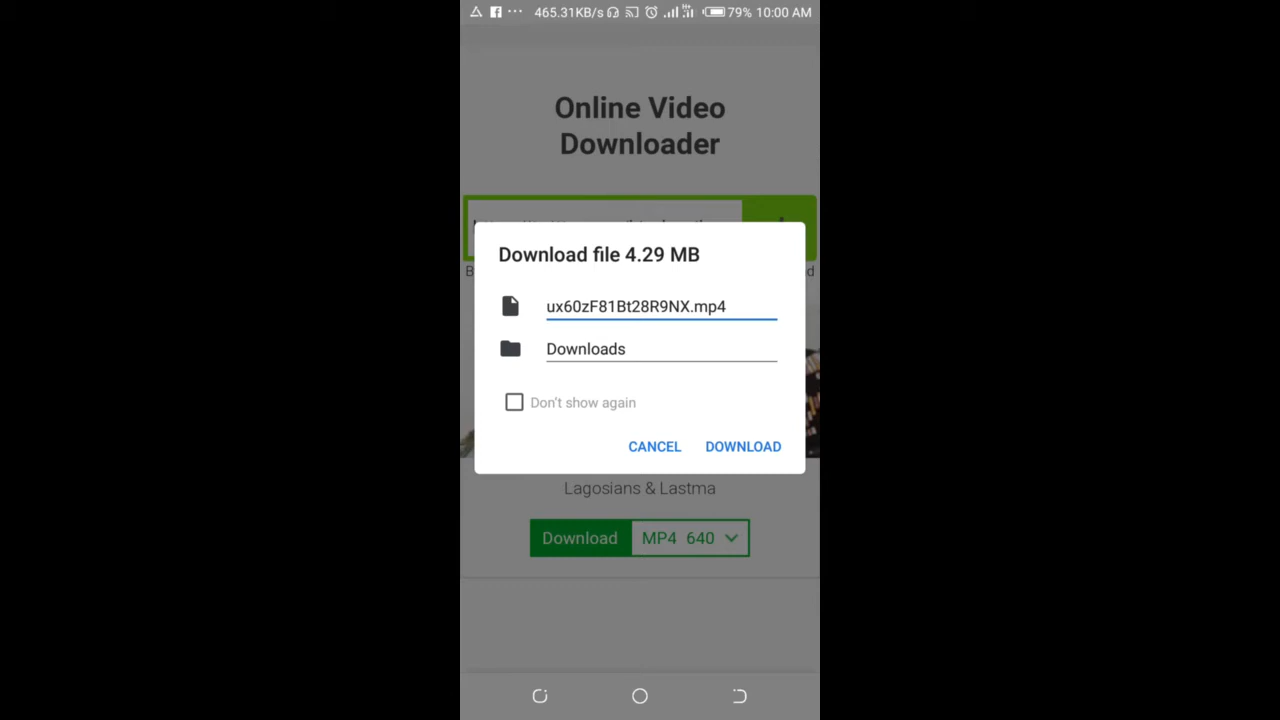 465.31KB/s 79% 10:00 AM
Online Video
Downloader
Download file 4.29 MB
ux60zF81Bt28R9NX.mp4
Downloads
Don't show again
CANCEL DOWNLOAD
Lagosians & Lastma
Download MP4 640